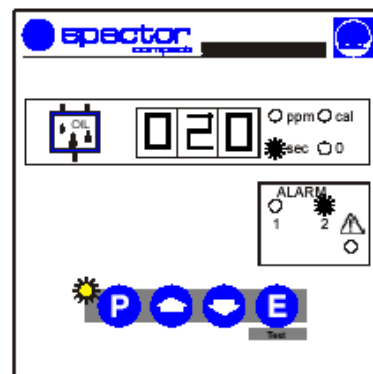 spector
compact
OIL
020
ppm cal
sec 0
ALARM
1 2
P E
Test